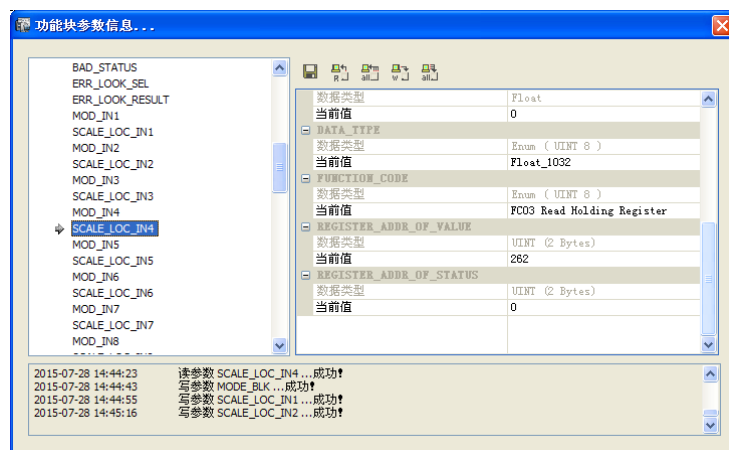 功能块参数信息...
BAD_STATUS
ERR_LOOK_SEL
ERR_LOOK_RESULT
MOD_IN1
SCALE_LOC_IN1
MOD_IN2
SCALE_LOC_IN2
MOD_IN3
SCALE_LOC_IN3
MOD_IN4
SCALE_LOC_IN4
MOD_IN5
SCALE_LOC_IN5
MOD_IN6
SCALE_LOC_IN6
MOD_IN7
SCALE_LOC_IN7
MOD_IN8
R all w all
数据类型 Float
当前值 0
DATA_TYPE
数据类型 Enum ( UINT 8 )
当前值 Float_1032
FUNCTION_CODE
数据类型 Enum ( UINT 8 )
当前值 FC03 Read Holding Register
REGISTER_ADDR_OF_VALUE
数据类型 UINT (2 Bytes)
当前值 262
REGISTER_ADDR_OF_STATUS
数据类型 UINT (2 Bytes)
当前值 0
2015-07-28 14:44:23 读参数 SCALE_LOC_IN4 ...成功!
2015-07-28 14:44:43 写参数 MODE_BLK ...成功!
2015-07-28 14:44:55 写参数 SCALE_LOC_IN1 ...成功!
2015-07-28 14:45:16 写参数 SCALE_LOC_IN2 ...成功!